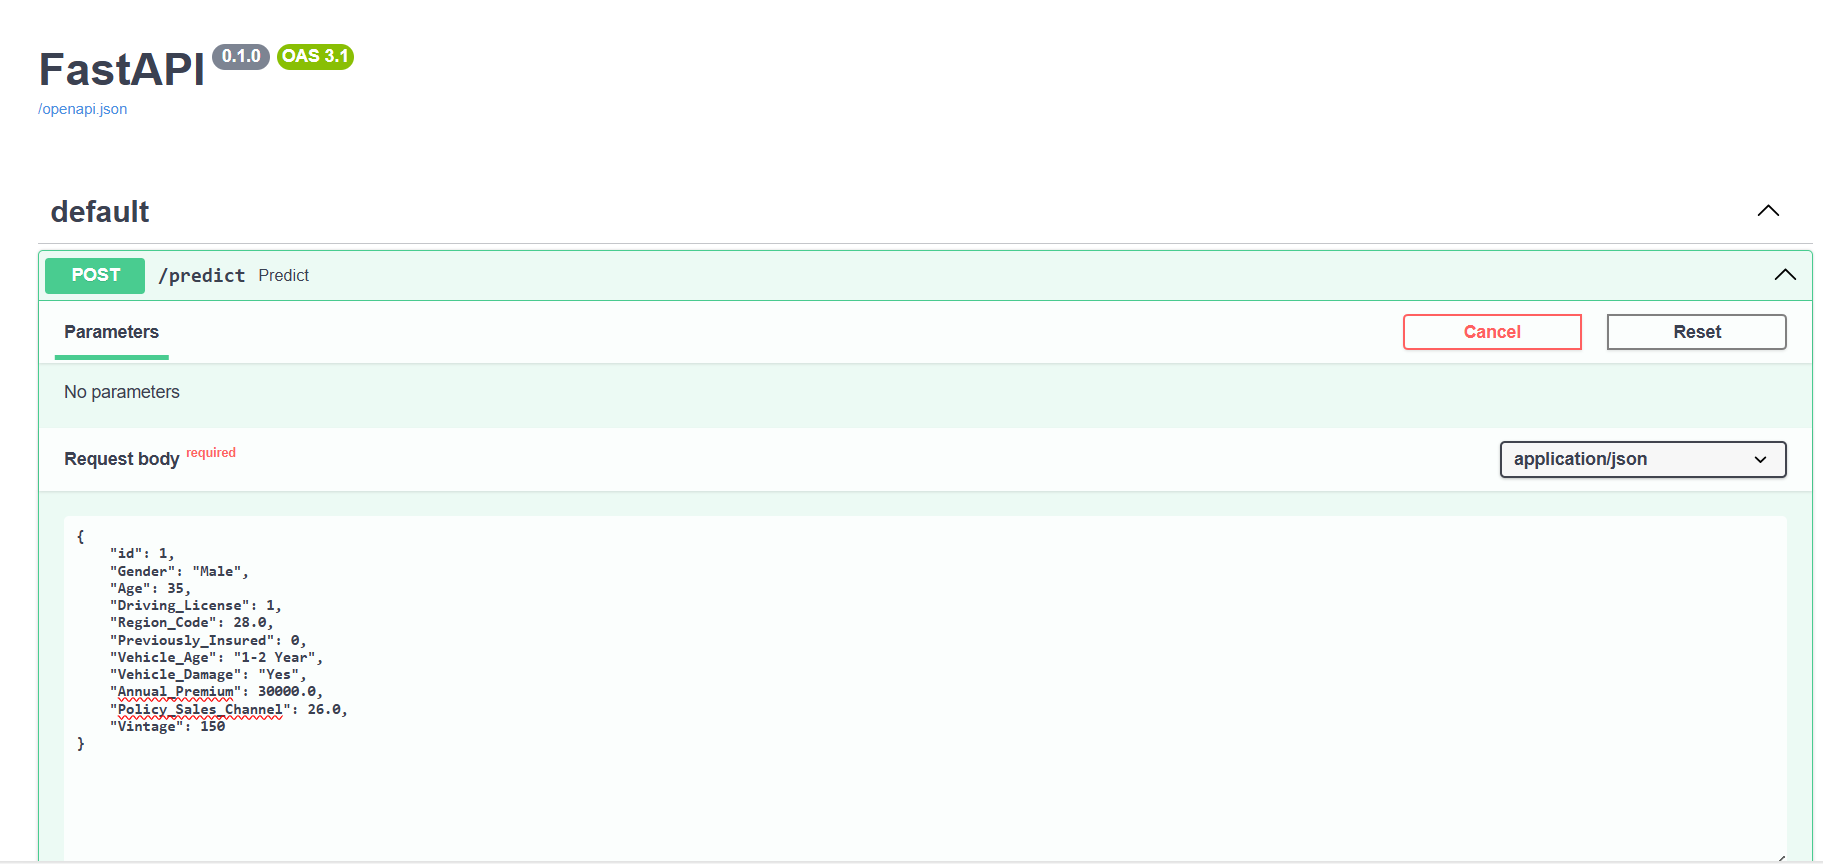 FastAPI 0.1.0 OAS 3.1
/openapi.json
default
POST /predict Predict
Parameters Cancel Reset
No parameters
Request body required application/json
{
    "id": 1,
    "Gender": "Male",
    "Age": 35,
    "Driving_License": 1,
    "Region_Code": 28.0,
    "Previously_Insured": 0,
    "Vehicle_Age": "1-2 Year",
    "Vehicle_Damage": "Yes",
    "Annual_Premium": 30000.0,
    "Policy_Sales_Channel": 26.0,
    "Vintage": 150
}